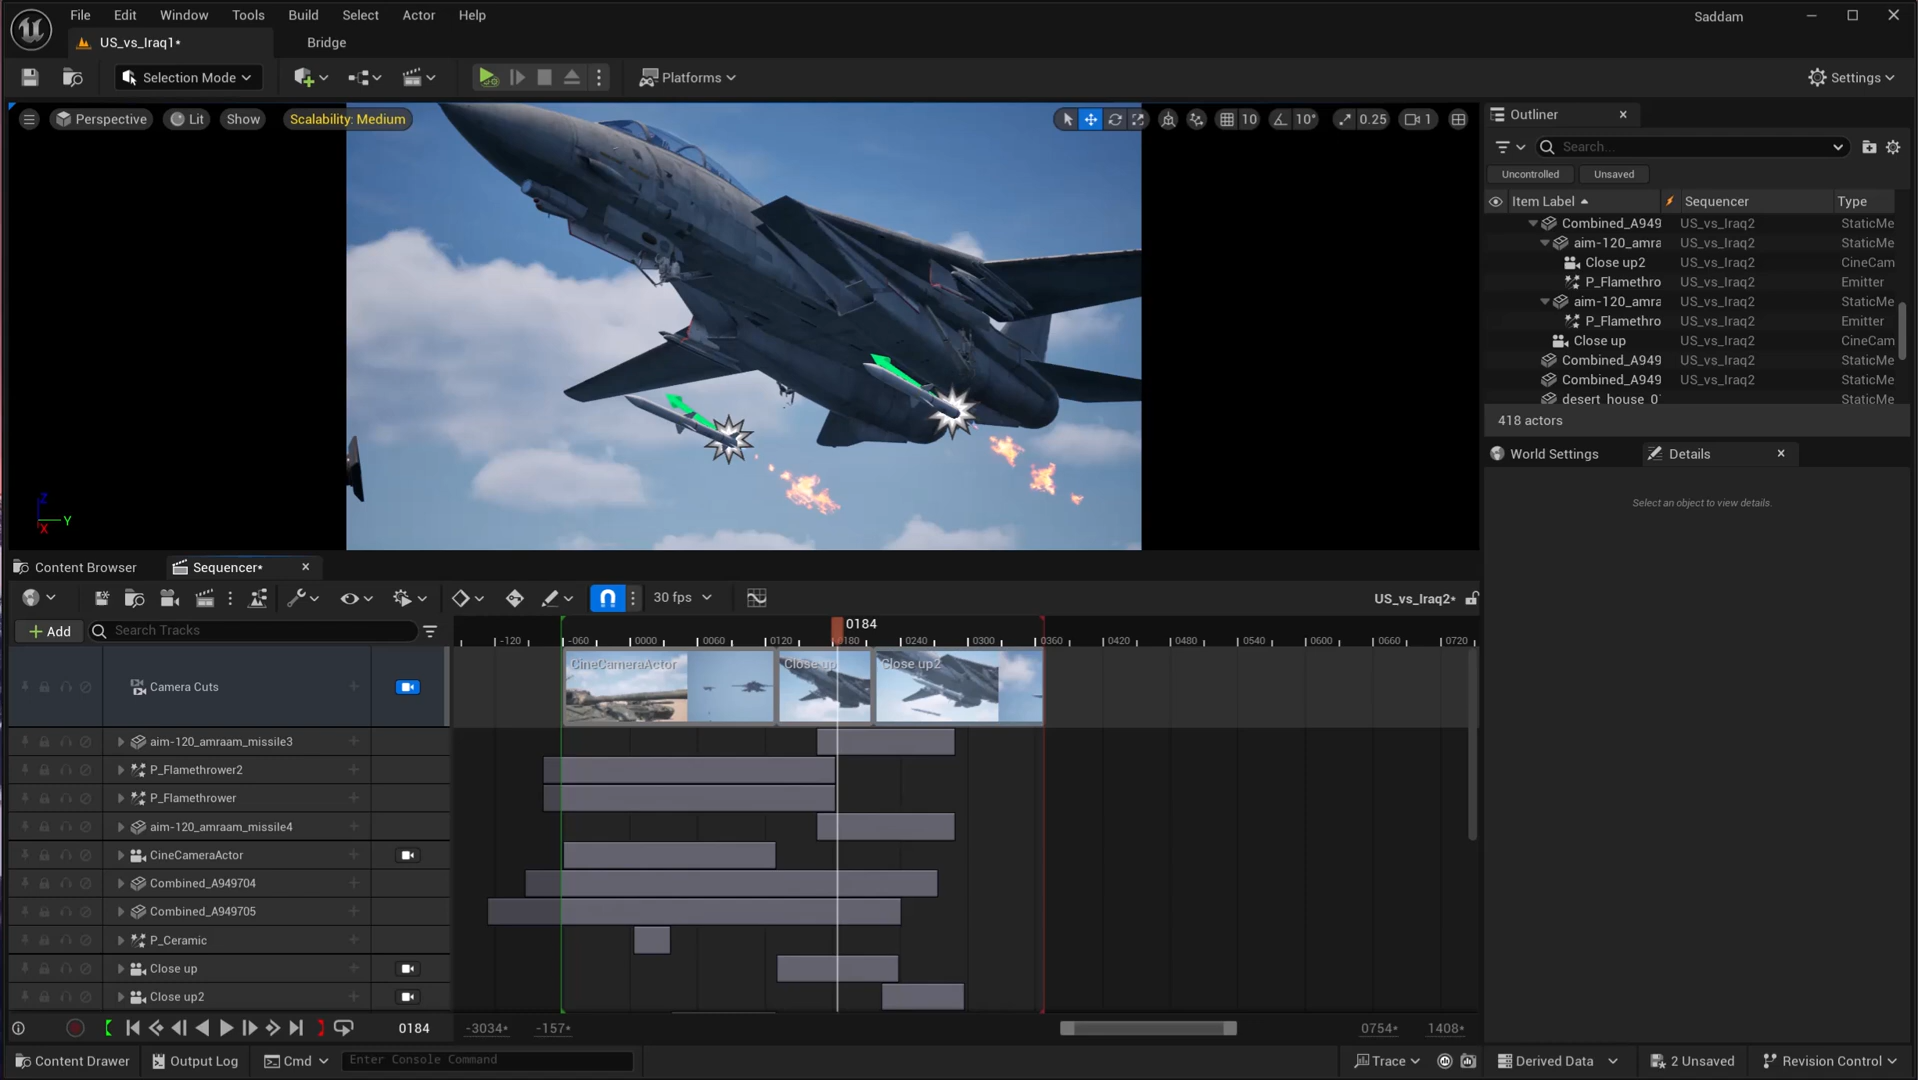 File Edit Window Tools Build Select Actor Help
Saddam
US_vs_Iraq1*
Bridge
Selection Mode
Platforms
Settings
Perspective
Lit
Show
Scalability: Medium
10
10°
0.25
1
Z
Y
X
Outliner
Search...
Uncontrolled
Unsaved
Item Label Sequencer Type
Combined_A949 US_vs_Iraq2 StaticMe
aim-120_amra US_vs_Iraq2 StaticMe
Close up2 US_vs_Iraq2 CineCam
P_Flamethro US_vs_Iraq2 Emitter
aim-120_amra US_vs_Iraq2 StaticMe
P_Flamethro US_vs_Iraq2 Emitter
Close up US_vs_Iraq2 CineCam
Combined_A949 US_vs_Iraq2 StaticMe
Combined_A949 US_vs_Iraq2 StaticMe
desert_house_0 US_vs_Iraq2 StaticMe
418 actors
World Settings
Details
Select an object to view details.
Content Browser
Sequencer*
30 fps
US_vs_Iraq2*
Add
Search Tracks
0184
-120 -060 0000 0060 0120 0180 0240 0300 0360 0420 0480 0540 0600 0660 0720
Camera Cuts
CineCameraActor
Close up
Close up2
aim-120_amraam_missile3
P_Flamethrower2
P_Flamethrower
aim-120_amraam_missile4
CineCameraActor
Combined_A949704
Combined_A949705
P_Ceramic
Close up
Close up2
0184
-3034*
-157*
0754*
1408*
Content Drawer
Output Log
Cmd
Enter Console Command
Trace
Derived Data
2 Unsaved
Revision Control